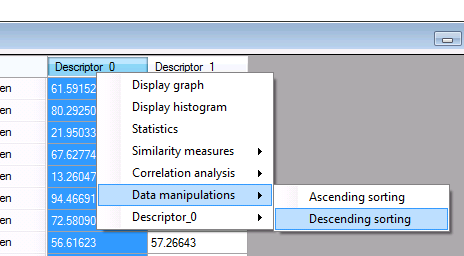 Descriptor_0 Descriptor_1
en 61.59152
en 80.29250
en 21.95033
en 67.62774
en 13.26047
en 94.46691
en 72.58090
en 56.61623 57.26643
Display graph
Display histogram
Statistics
Similarity measures
Correlation analysis
Data manipulations
Descriptor_0
Ascending sorting
Descending sorting